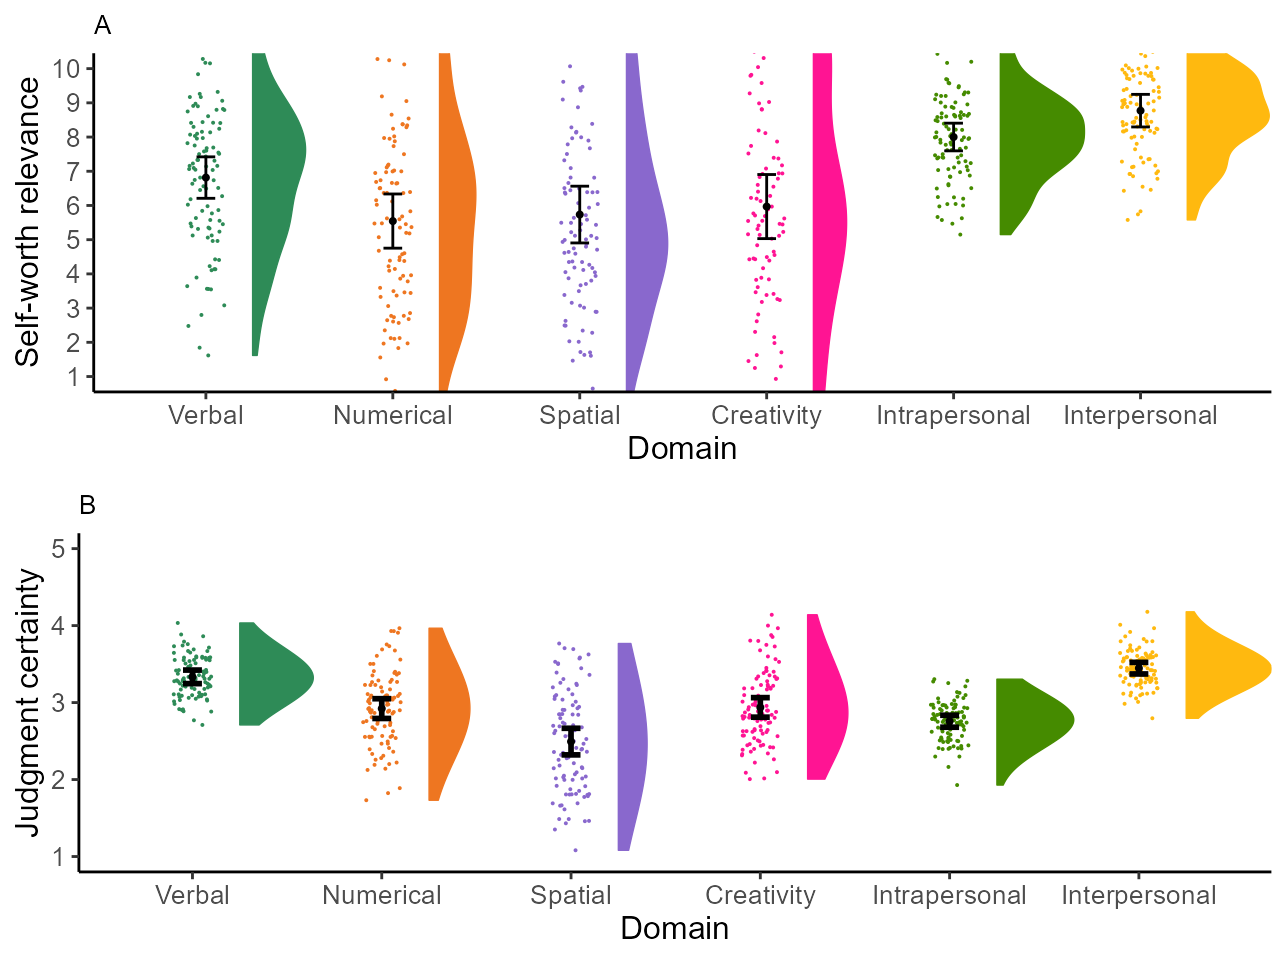 A
Self-worth relevance
10
9
8
7
6
5
4
3
2
1
Verbal Numerical Spatial Creativity Intrapersonal Interpersonal
Domain
B
Judgment certainty
5
4
3
2
1
Verbal Numerical Spatial Creativity Intrapersonal Interpersonal
Domain